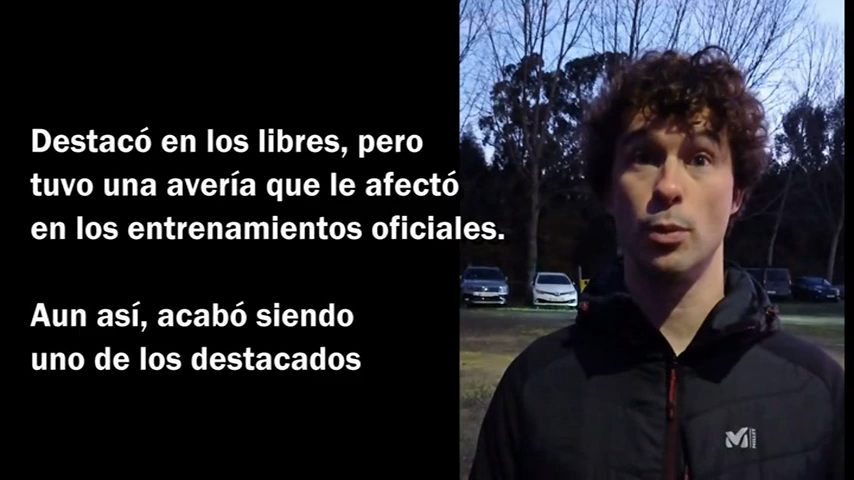 Destacó en los libres, pero
tuvo una avería que le afectó
en los entrenamientos oficiales.
Aun así, acabó siendo
uno de los destacados
MILLET